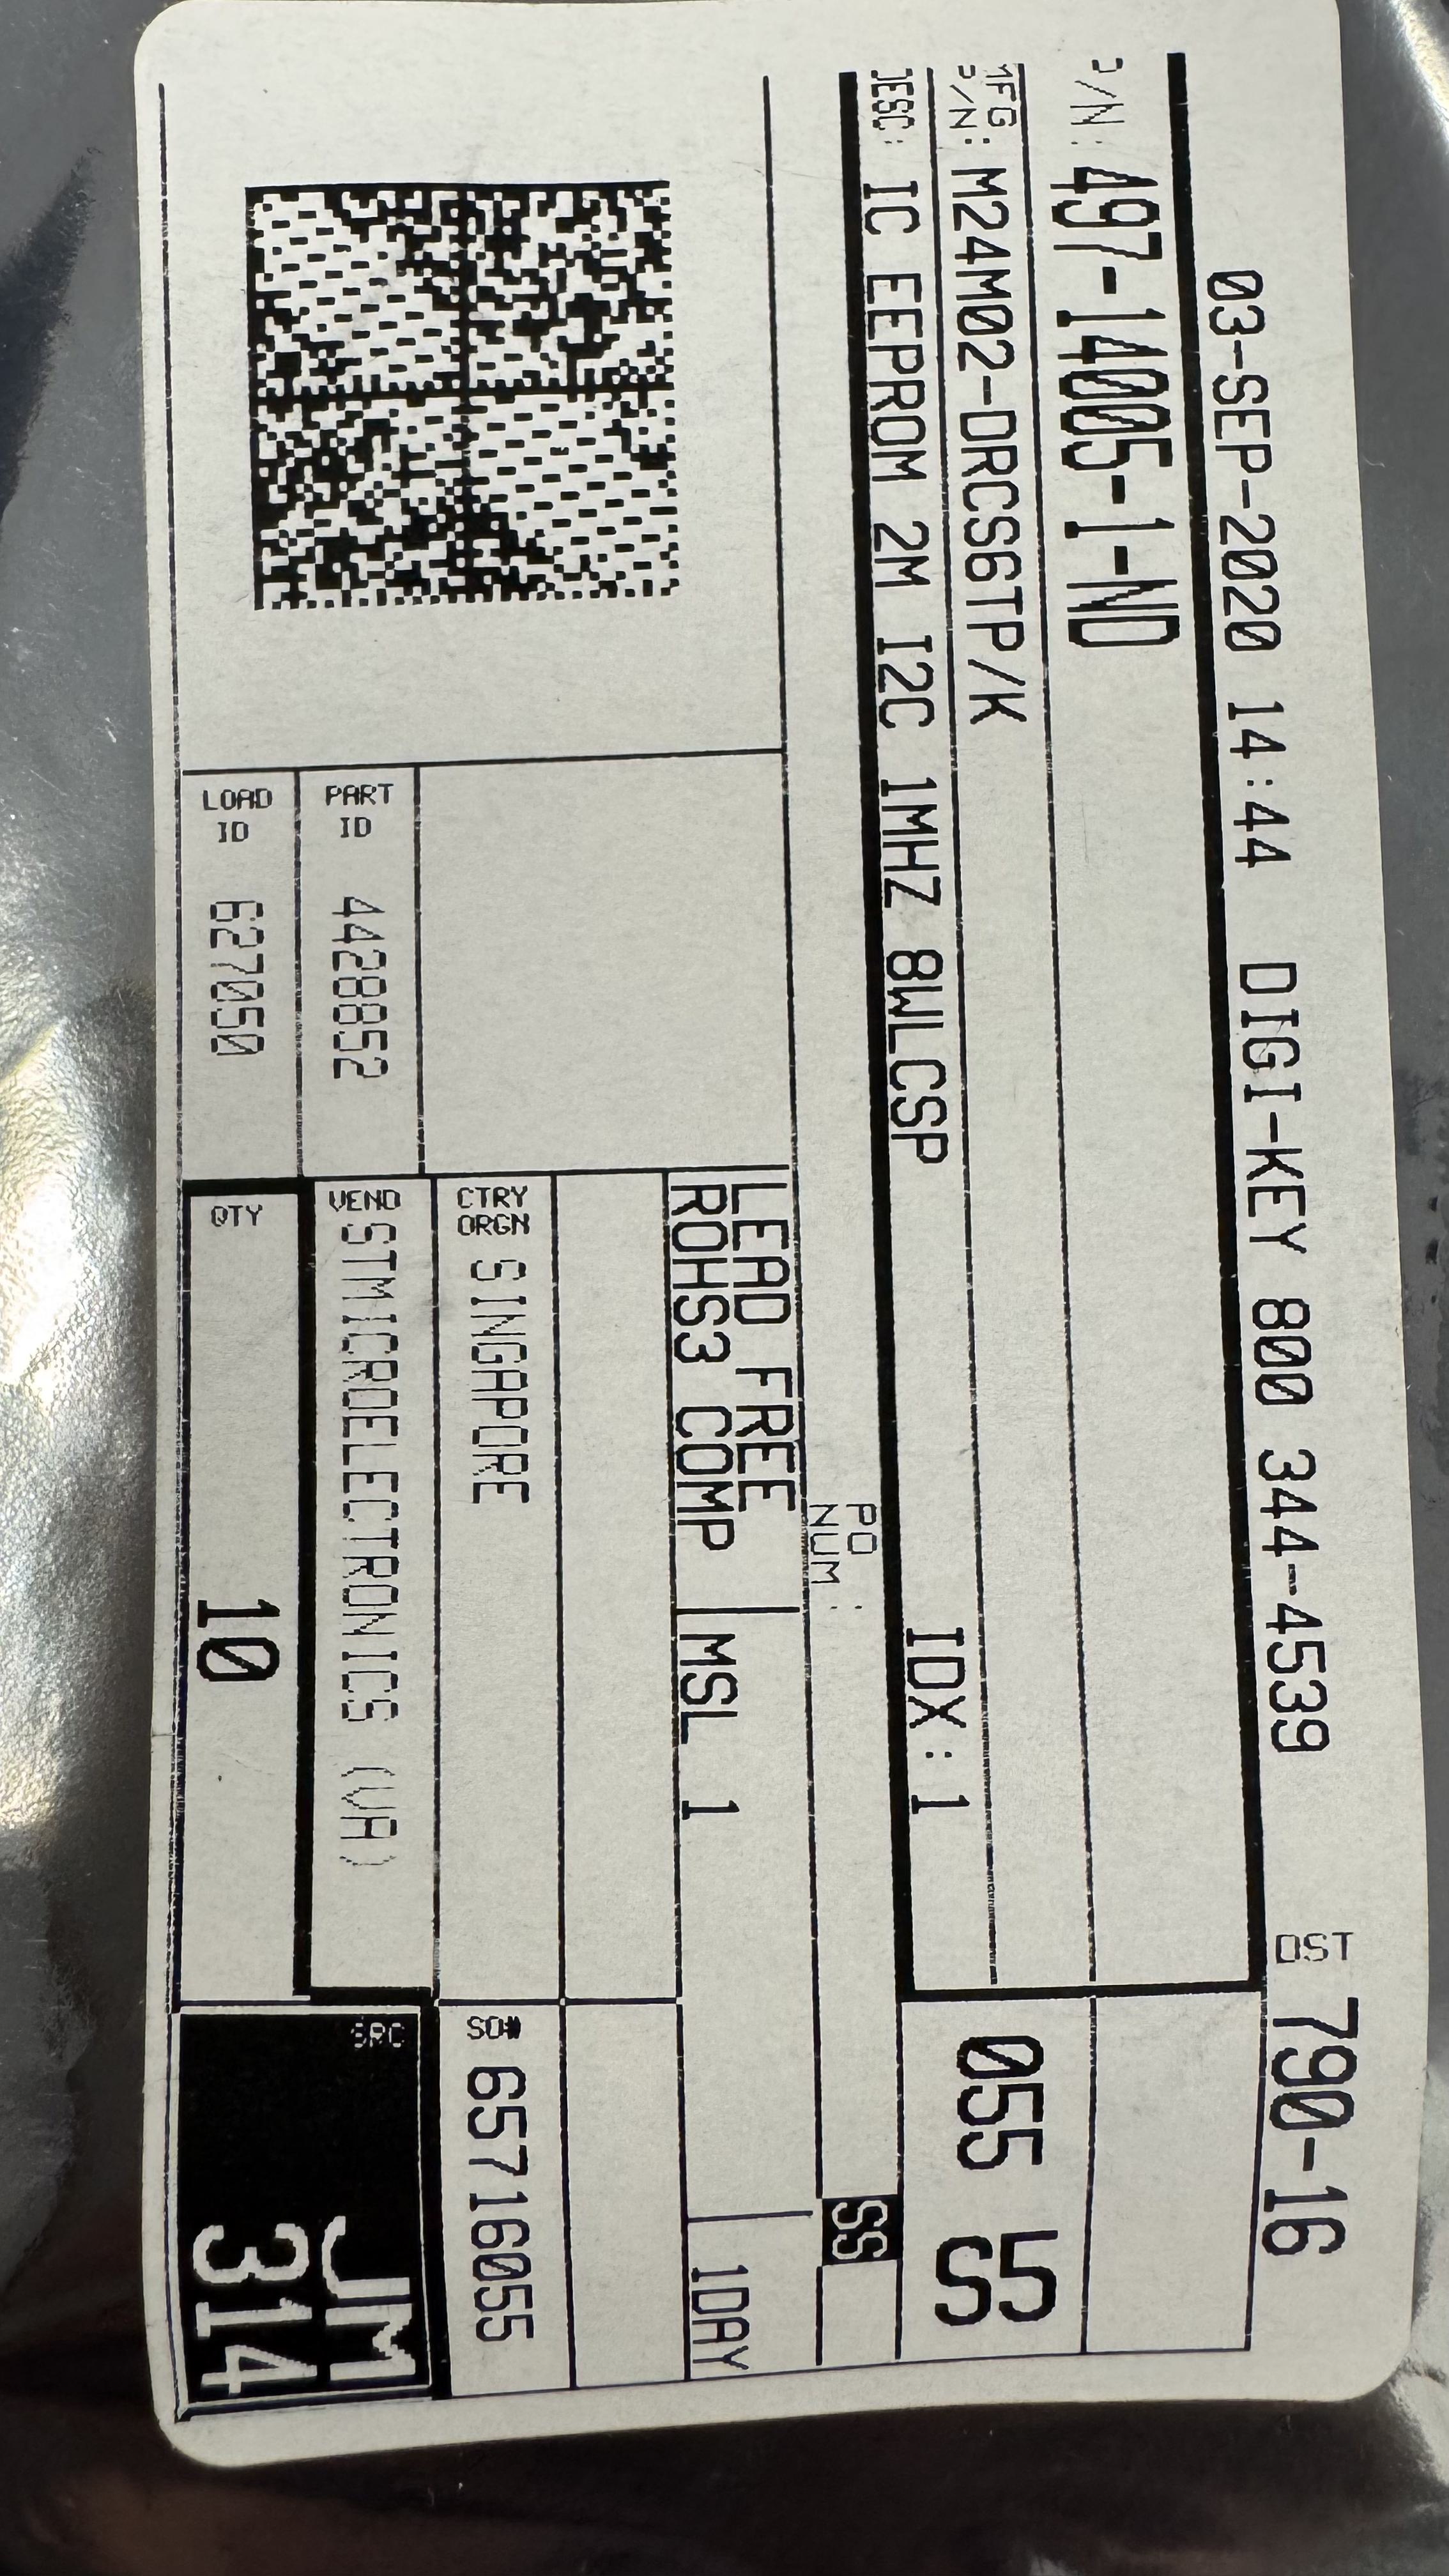 03-SEP-2020 14:44 DIGI-KEY 800 344-4539 DST 790-16
P/N: 497-14005-1-ND
MFG P/N: M24M02-DRCS6TP/K
055 S5
DESC: IC EEPROM 2M I2C 1MHZ 8WLCSP IDX:1
PO NUM: SS
LEAD FREE
ROHS3 COMP MSL 1 1DAY
CTRY ORGN SINGAPORE SO# 65716055
PART ID 4428852 VEND STMICROELECTRONICS (VA) SRC JM
LOAD ID 627050 QTY 10 314